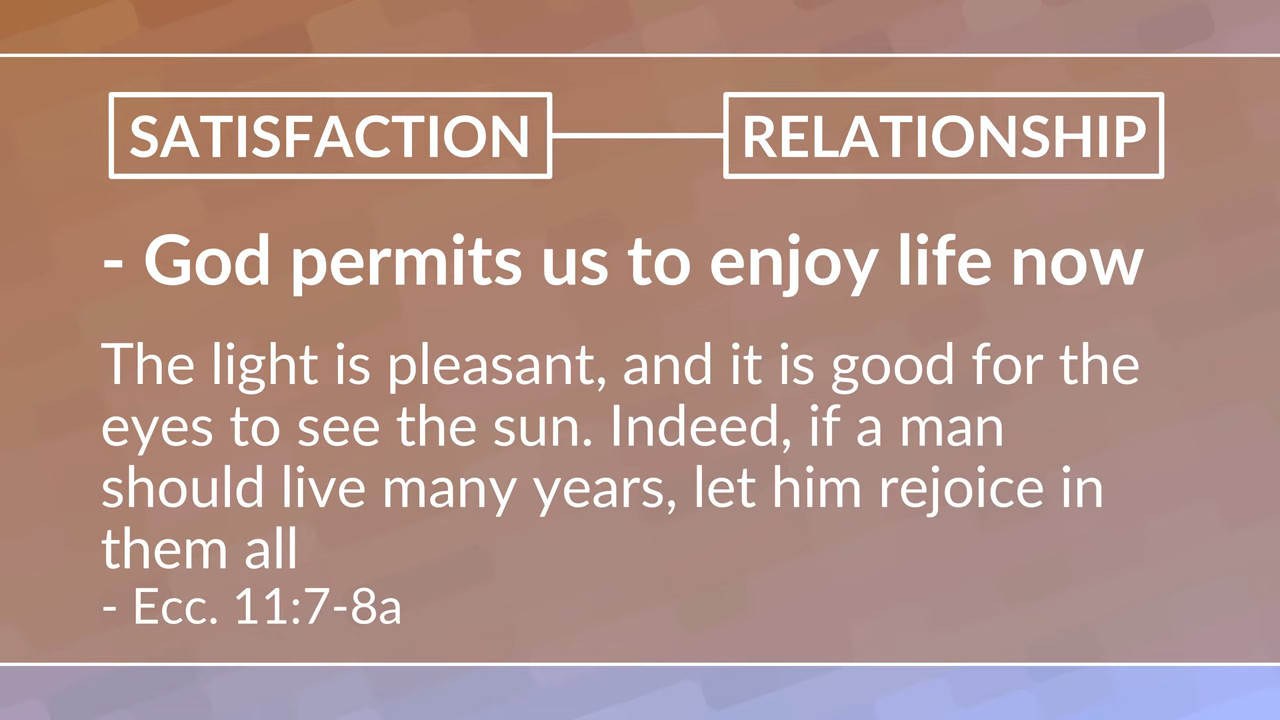 SATISFACTION RELATIONSHIP
- God permits us to enjoy life now
The light is pleasant, and it is good for the
eyes to see the sun. Indeed, if a man
should live many years, let him rejoice in
them all
- Ecc. 11:7-8a